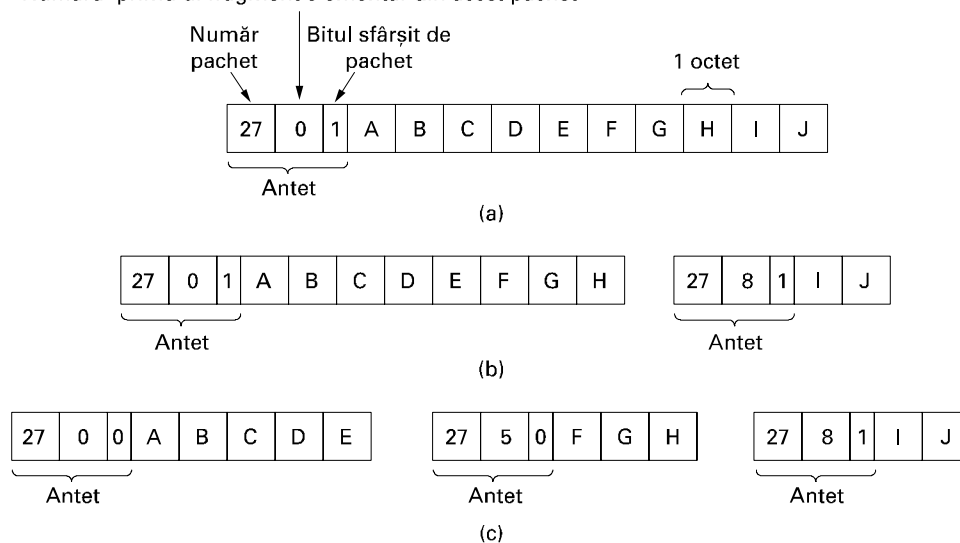 Număr
pachet
Bitul sfârșit de
pachet
1 octet
27 0 1 A B C D E F G H I J
Antet
(a)
27 0 1 A B C D E F G H
27 8 1 I J
Antet
Antet
(b)
27 0 0 A B C D E
27 5 0 F G H
27 8 1 I J
Antet
Antet
Antet
(c)